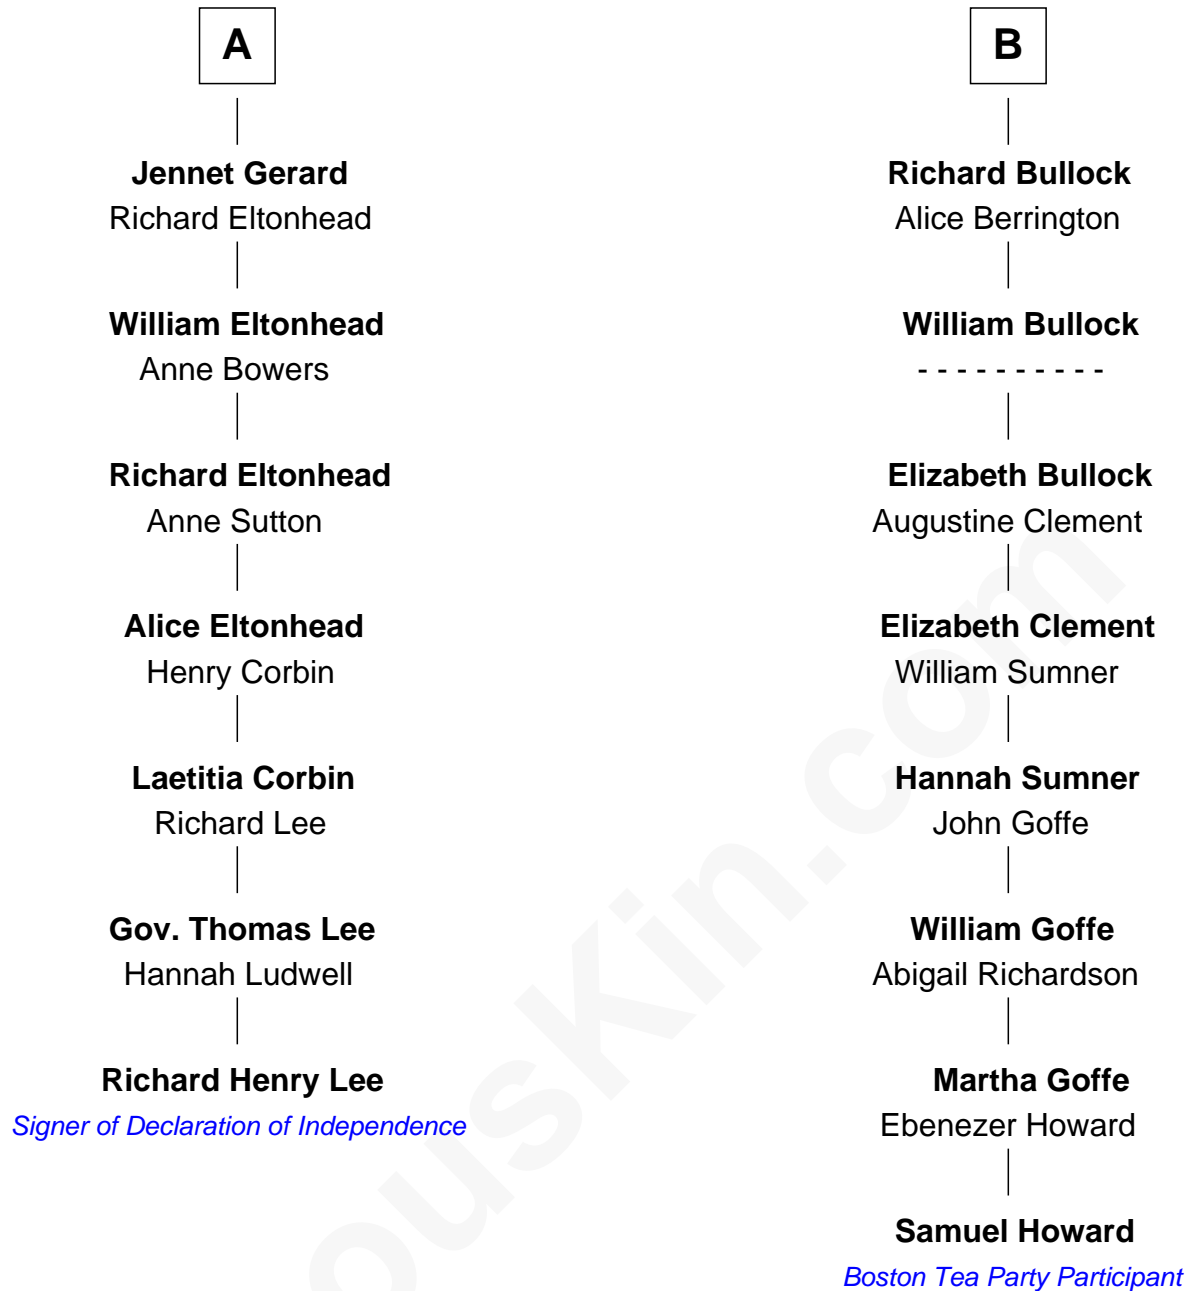 A
Jennet Gerard
Richard Eltonhead
William Eltonhead
Anne Bowers
Richard Eltonhead
Anne Sutton
Alice Eltonhead
Henry Corbin
Laetitia Corbin
Richard Lee
Gov. Thomas Lee
Hannah Ludwell
Richard Henry Lee
Signer of Declaration of Independence
B
Richard Bullock
Alice Berrington
William Bullock
- - - - - - - - - -
Elizabeth Bullock
Augustine Clement
Elizabeth Clement
William Sumner
Hannah Sumner
John Goffe
William Goffe
Abigail Richardson
Martha Goffe
Ebenezer Howard
Samuel Howard
Boston Tea Party Participant
ousKin.com